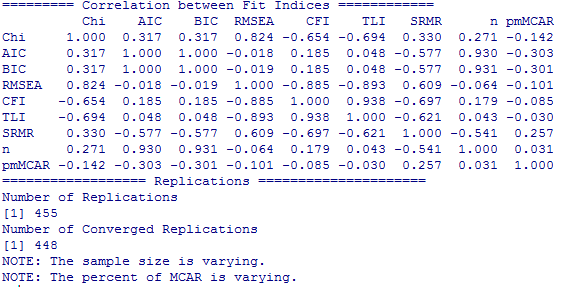 ========= Correlation between Fit Indices ============
Chi AIC BIC RMSEA CFI TLI SRMR n pmMCAR
Chi 1.000 0.317 0.317 0.824 -0.654 -0.694 0.330 0.271 -0.142
AIC 0.317 1.000 1.000 -0.018 0.185 0.048 -0.577 0.930 -0.303
BIC 0.317 1.000 1.000 -0.019 0.185 0.048 -0.577 0.931 -0.301
RMSEA 0.824 -0.018 -0.019 1.000 -0.885 -0.893 0.609 -0.064 -0.101
CFI -0.654 0.185 0.185 -0.885 1.000 0.938 -0.697 0.179 -0.085
TLI -0.694 0.048 0.048 -0.893 0.938 1.000 -0.621 0.043 -0.030
SRMR 0.330 -0.577 -0.577 0.609 -0.697 -0.621 1.000 -0.541 0.257
n 0.271 0.930 0.931 -0.064 0.179 0.043 -0.541 1.000 0.031
pmMCAR -0.142 -0.303 -0.301 -0.101 -0.085 -0.030 0.257 0.031 1.000
================== Replications =====================
Number of Replications
[1] 455
Number of Converged Replications
[1] 448
NOTE: The sample size is varying.
NOTE: The percent of MCAR is varying.